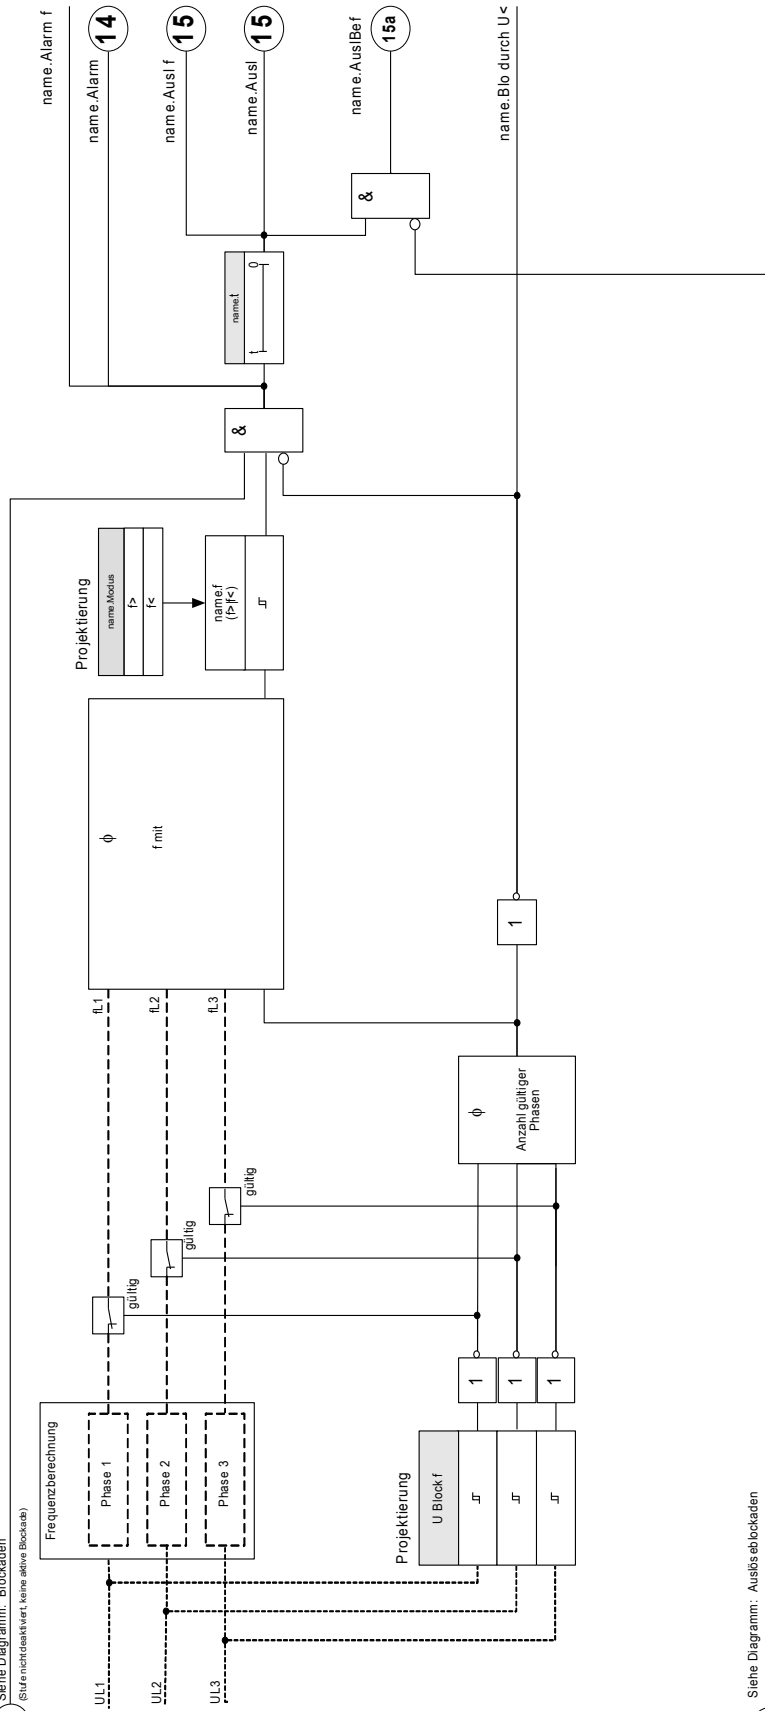 Siehe Diagramm: Blockaden
(Stufe nicht deaktiviert, keine aktive Blockade)
UL1
UL2
UL3
Frequenzberechnung
Phase 1
Phase 2
Phase 3
gültig
gültig
gültig
fL1
fL2
fL3
ϕ
f mit
Projektierung
name.Modus
f>
f<
name.f
(f>|f<)
&
name.t
t
0
name.Alarm f
name.Alarm
14
name.Ausl f
15
name.Ausl
15
&
name.AuslBef
15a
Projektierung
U Block f
1
1
1
ϕ
Anzahl gültiger
Phasen
1
name.Blo durch U<
Siehe Diagramm: Auslöseblockaden